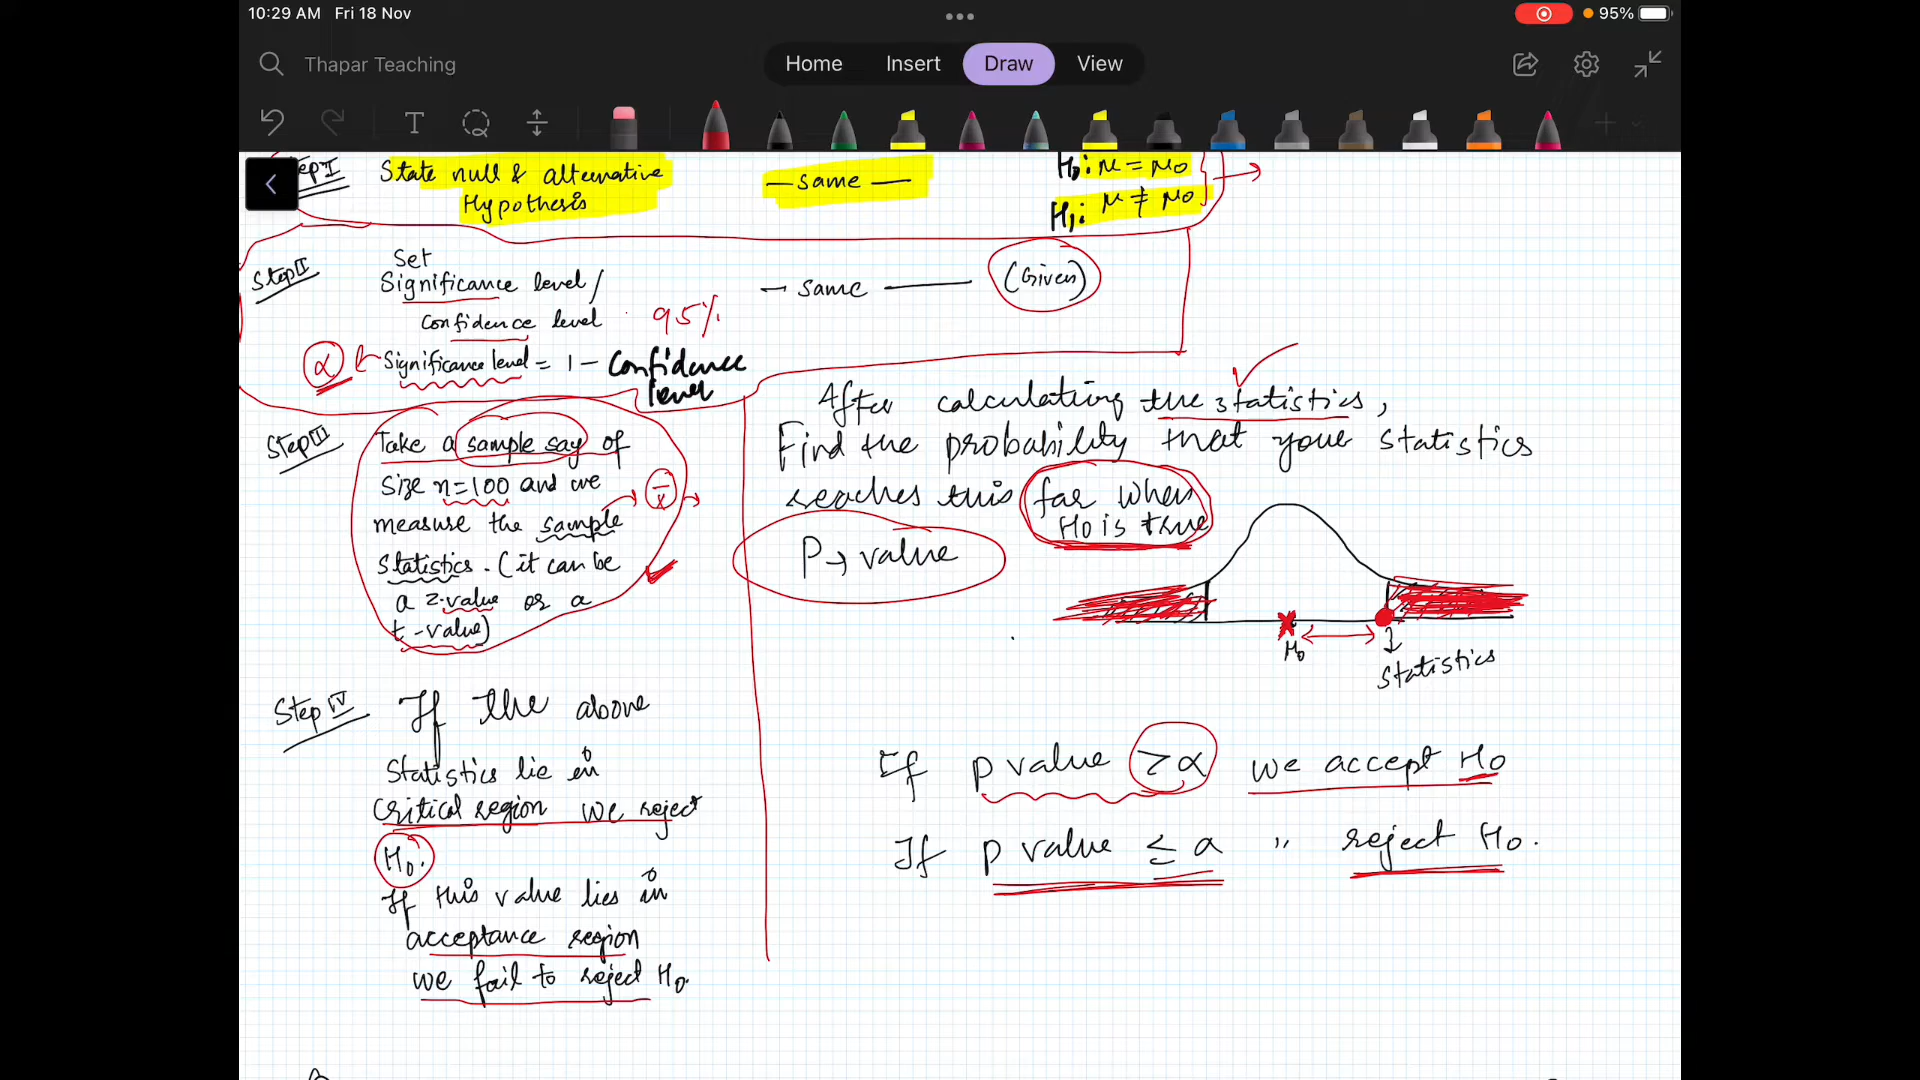 10:29 AM Fri 18 Nov
95%
Thapar Teaching
Home Insert Draw View
T
Step I State null & alternative — same — H0: μ = μ0
Hypothesis H1: μ ≠ μ0
Step II Set
Significance level / — same — (Given)
Confidence level 95%
α Significance level = 1 - Confidence
level
Step III Take a sample say of
size n=100 and we x̄
measure the sample
statistics. (it can be
a z-value or a
t-value)
After calculating the statistics,
Find the probability that your statistics
reaches this far when
H0 is true
P → value
μ0
Statistics
Step IV If the above
statistics lie in
critical region we reject
H0.
If this value lies in
acceptance region
we fail to reject H0.
If p value > α we accept H0
If p value ≤ α " reject H0.